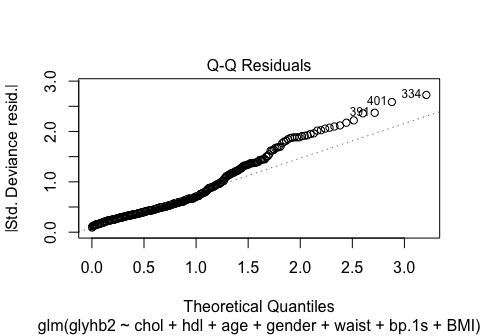 Q-Q Residuals
|Std. Deviance resid.|
3.0
2.0
1.0
0.0
334
401
391
0.0 0.5 1.0 1.5 2.0 2.5 3.0
Theoretical Quantiles
glm(glyhb2 ~ chol + hdl + age + gender + waist + bp.1s + BMI)